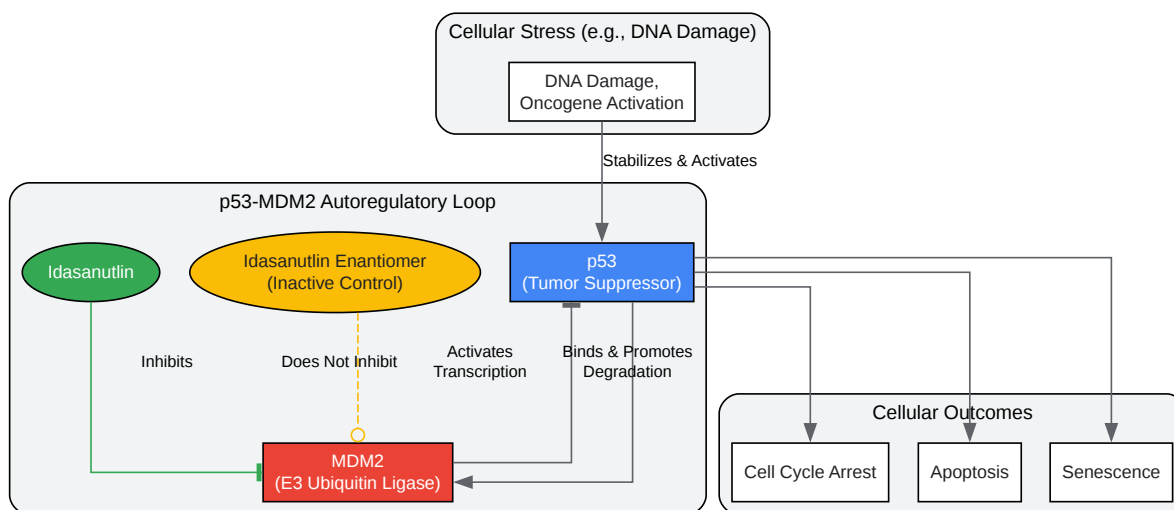 Cellular Stress (e.g., DNA Damage)
DNA Damage,
Oncogene Activation
Stabilizes & Activates
p53-MDM2 Autoregulatory Loop
Idasanutlin
Idasanutlin Enantiomer
(Inactive Control)
p53
(Tumor Suppressor)
Inhibits
Does Not Inhibit
Activates
Transcription
Binds & Promotes
Degradation
MDM2
(E3 Ubiquitin Ligase)
Cellular Outcomes
Cell Cycle Arrest
Apoptosis
Senescence